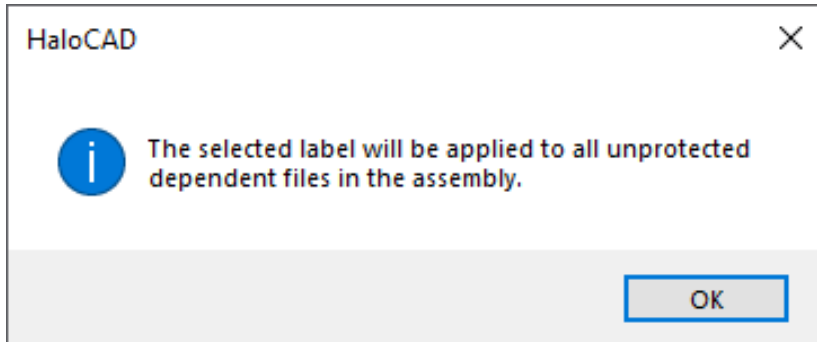 HaloCAD
The selected label will be applied to all unprotected
dependent files in the assembly.
OK